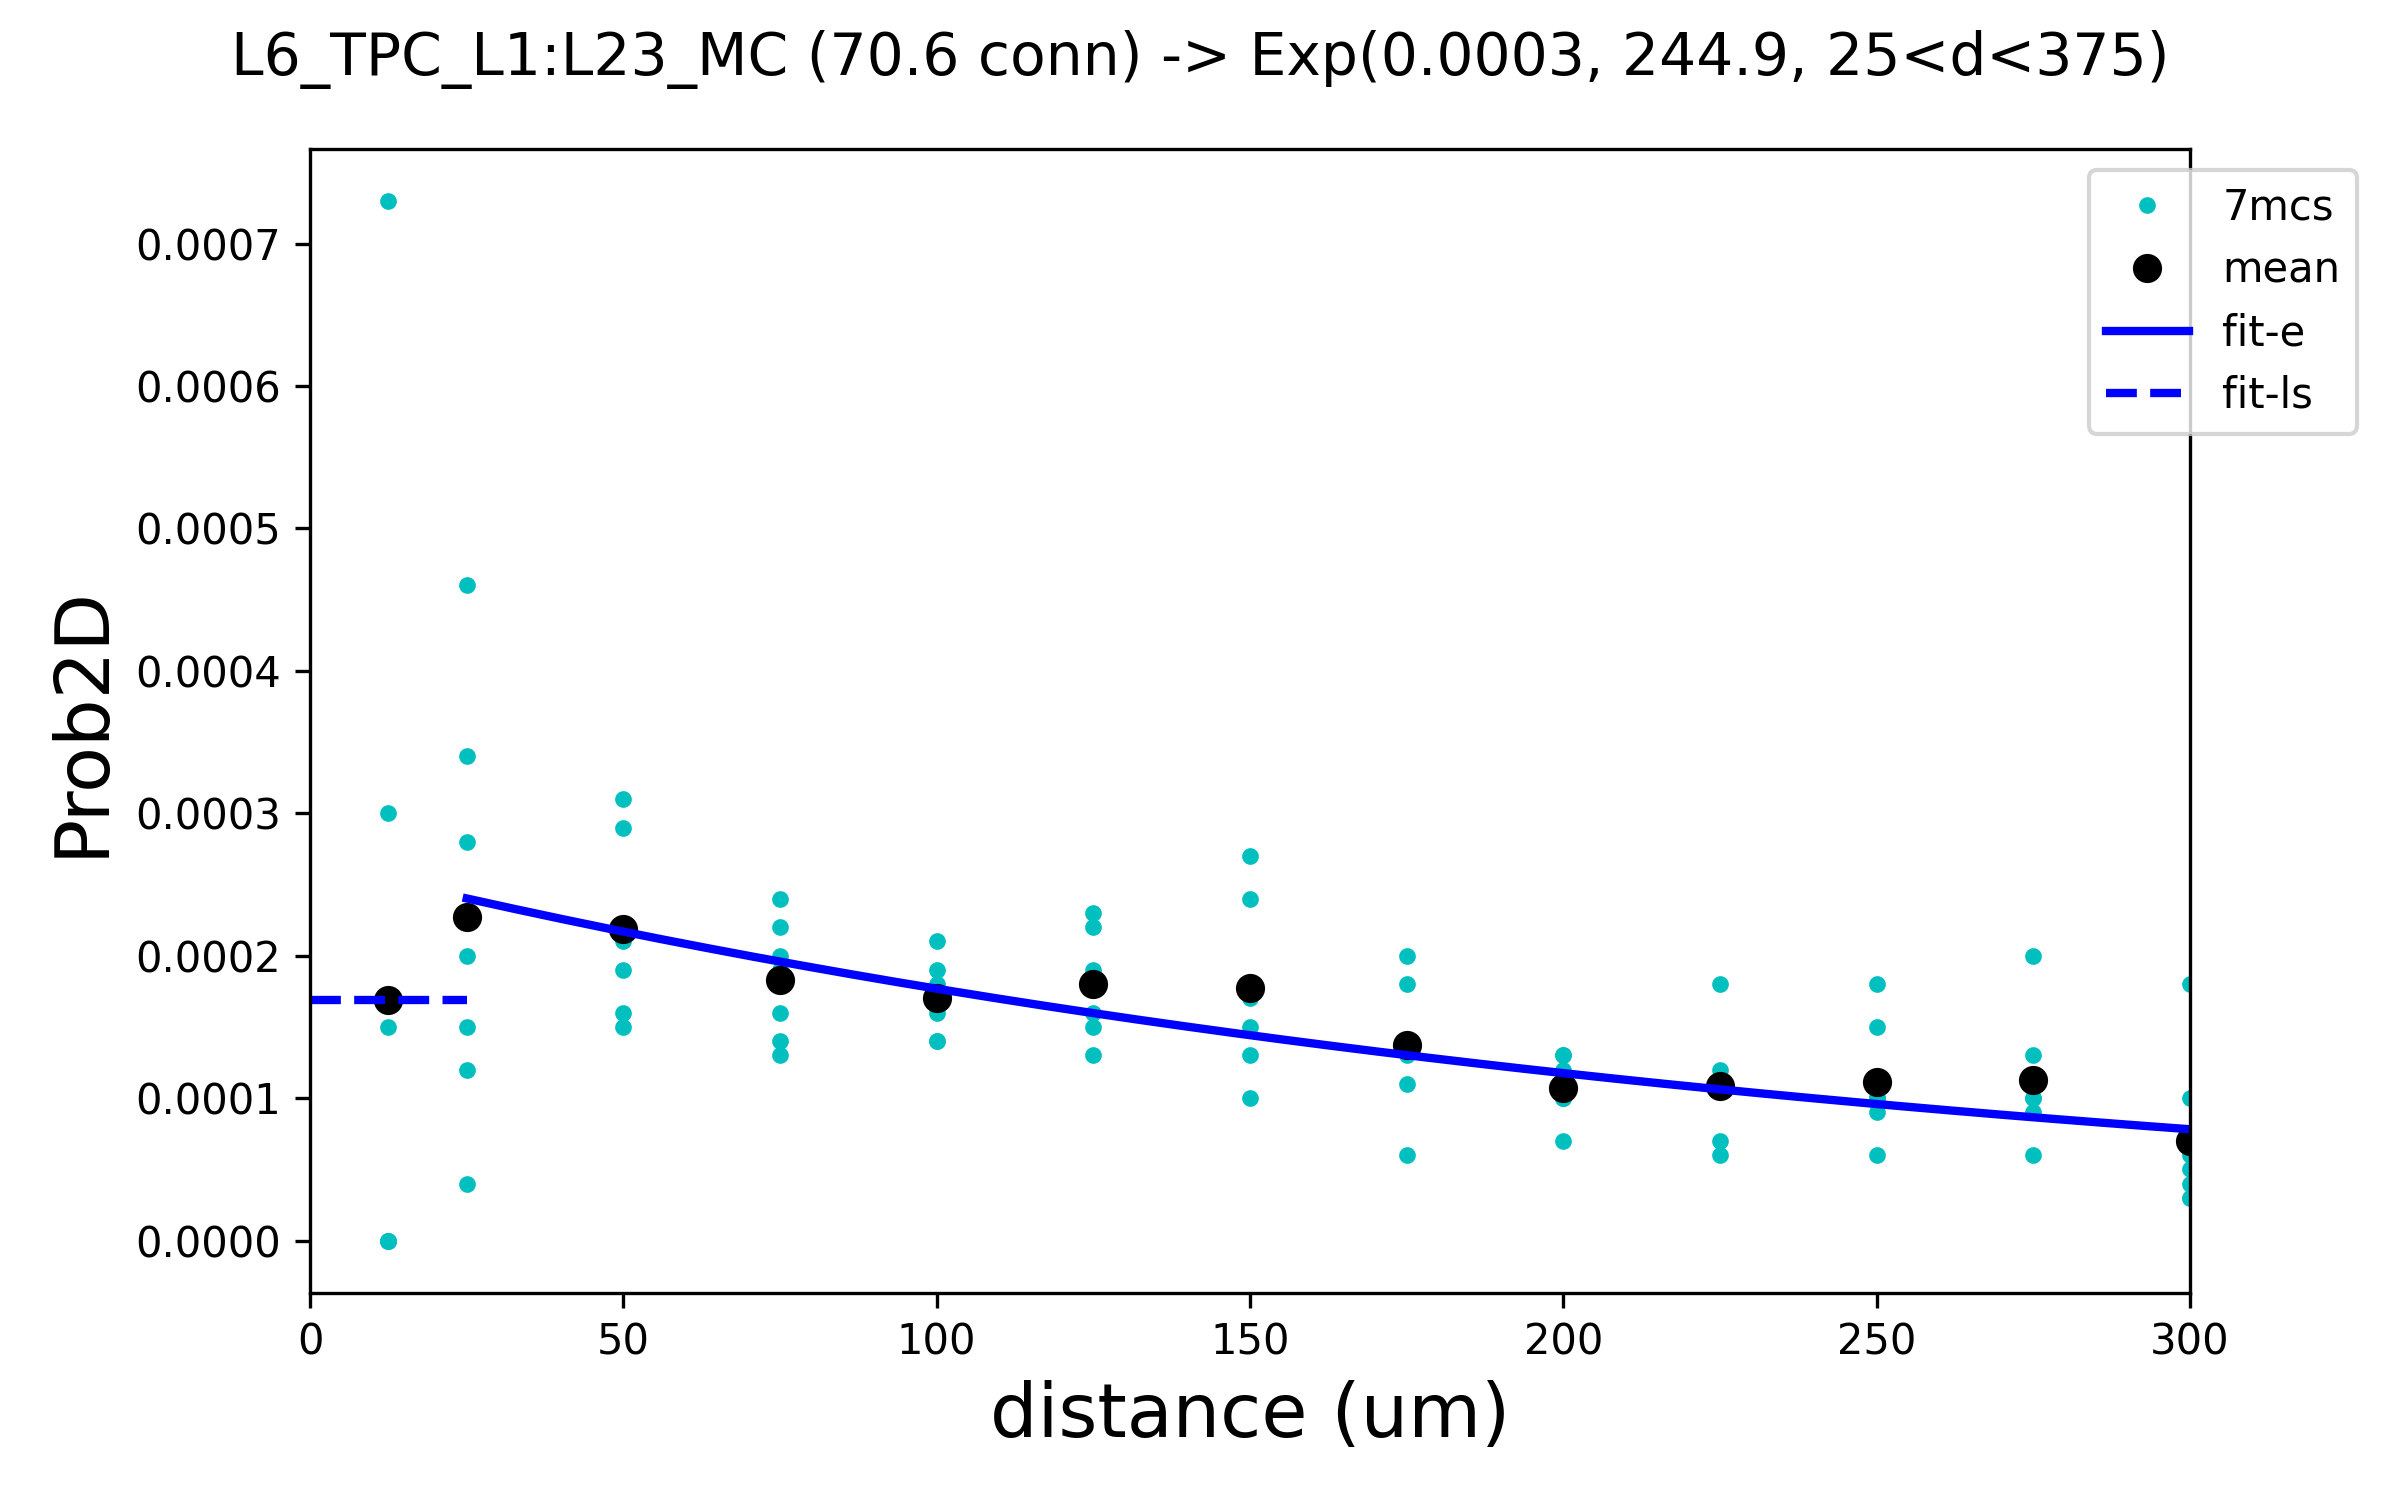 L6_TPC_L1:L23_MC (70.6 conn) -> Exp(0.0003, 244.9, 25<d<375)
7mcs
mean
fit-e
fit-ls
0.0007
0.0006
0.0005
0.0004
0.0003
0.0002
0.0001
0.0000
Prob2D
0 50 100 150 200 250 300
distance (um)